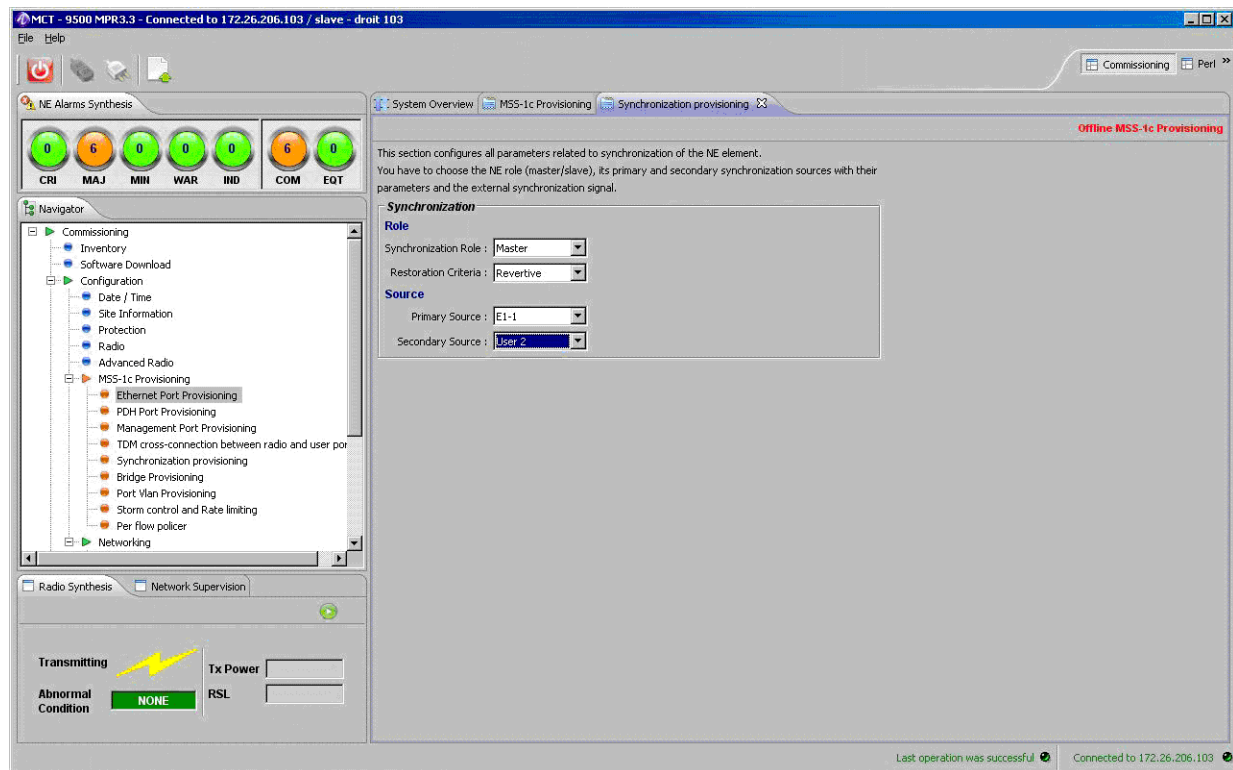 MCT - 9500 MPR3.3 - Connected to 172.26.206.103 / slave - droit 103
File Help
Commissioning Perl »
NE Alarms Synthesis
0 6 0 0 0 6 0
CRI MAJ MIN WAR IND COM EQT
Navigator
Commissioning
Inventory
Software Download
Configuration
Date / Time
Site Information
Protection
Radio
Advanced Radio
MSS-1c Provisioning
Ethernet Port Provisioning
PDH Port Provisioning
Management Port Provisioning
TDM cross-connection between radio and user por
Synchronization provisioning
Bridge Provisioning
Port Vlan Provisioning
Storm control and Rate limiting
Per flow policer
Networking
Radio Synthesis Network Supervision
Transmitting
Abnormal Condition NONE
Tx Power
RSL
System Overview MSS-1c Provisioning Synchronization provisioning
Offline MSS-1c Provisioning
This section configures all parameters related to synchronization of the NE element.
You have to choose the NE role (master/slave), its primary and secondary synchronization sources with their
parameters and the external synchronization signal.
Synchronization
Role
Synchronization Role : Master
Restoration Criteria : Revertive
Source
Primary Source : E1-1
Secondary Source : User 2
Last operation was successful Connected to 172.26.206.103